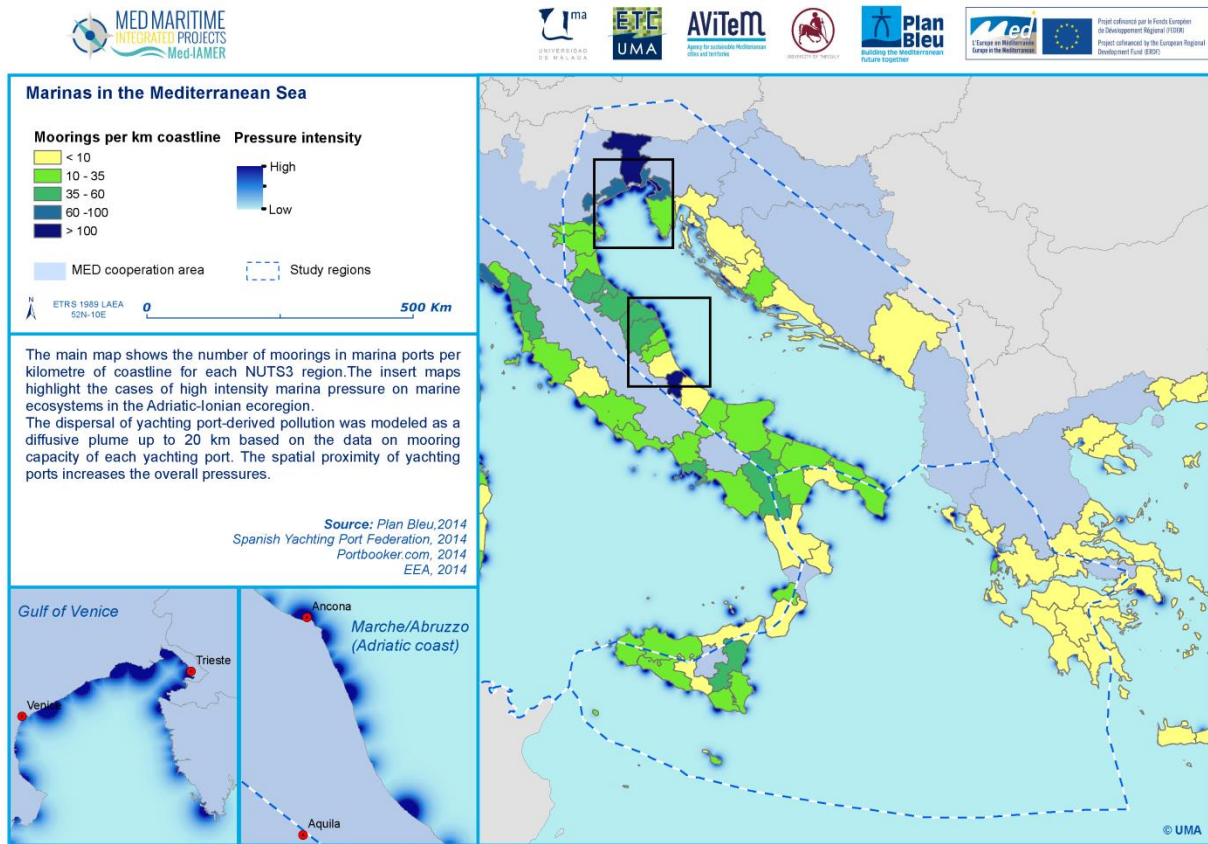 MED MARITIME
INTEGRATED PROJECTS
Med-IAMER
uma
UNIVERSIDAD
DE MÁLAGA
ETC
UMA
AViTeM
Agency for sustainable Mediterranean
cities and territories
UNIVERSITY OF THESSALY
Plan
Bleu
Building the Mediterranean
future together
Med
L'Europe en Méditerranée
Europe in the Mediterranean
Projet cofinancé par le Fonds Européen
de Développement Régional (FEDER)
Project cofinanced by the European Regional
Development Fund (ERDF)
Marinas in the Mediterranean Sea
Moorings per km coastline
< 10
10 - 35
35 - 60
60 -100
> 100
Pressure intensity
High
Low
MED cooperation area
Study regions
N
ETRS 1989 LAEA
52N-10E
0
500 Km
The main map shows the number of moorings in marina ports per
kilometre of coastline for each NUTS3 region.The insert maps
highlight the cases of high intensity marina pressure on marine
ecosystems in the Adriatic-Ionian ecoregion.
The dispersal of yachting port-derived pollution was modeled as a
diffusive plume up to 20 km based on the data on mooring
capacity of each yachting port. The spatial proximity of yachting
ports increases the overall pressures.
Source: Plan Bleu,2014
Spanish Yachting Port Federation, 2014
Portbooker.com, 2014
EEA, 2014
Gulf of Venice
Trieste
Venice
Ancona
Marche/Abruzzo
(Adriatic coast)
Aquila
© UMA